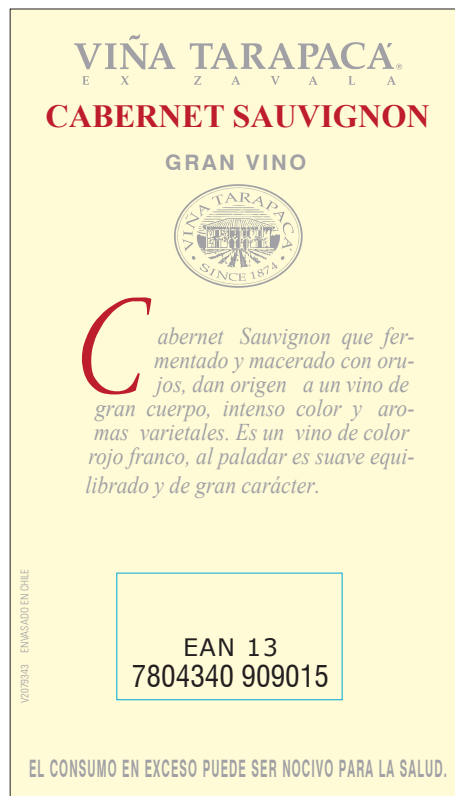 VIÑA TARAPACÁ®
EX ZAVALA
CABERNET SAUVIGNON
GRAN VINO
VIÑA TARAPACÁ
• SINCE 1874 •
Cabernet Sauvignon que fer-
mentado y macerado con oru-
jos, dan origen a un vino de
gran cuerpo, intenso color y aro-
mas varietales. Es un vino de color
rojo franco, al paladar es suave equi-
librado y de gran carácter.
V2079343 ENVASADO EN CHILE
EAN 13
7804340 909015
EL CONSUMO EN EXCESO PUEDE SER NOCIVO PARA LA SALUD.